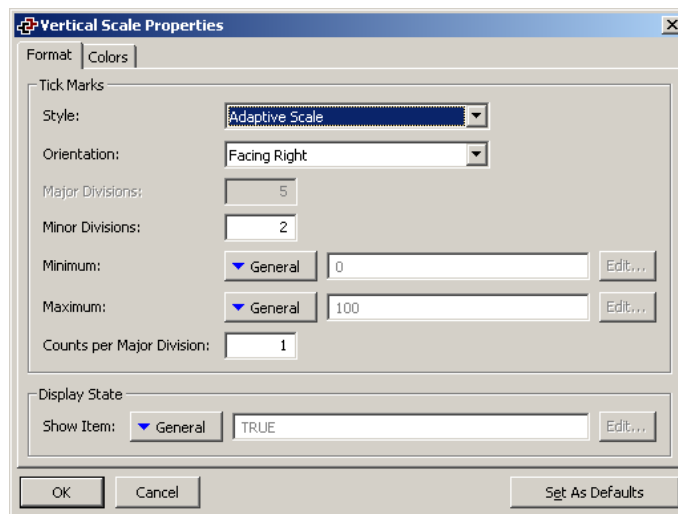 Vertical Scale Properties
Format Colors
Tick Marks
Style: Adaptive Scale
Orientation: Facing Right
Major Divisions: 5
Minor Divisions: 2
Minimum: General 0 Edit...
Maximum: General 100 Edit...
Counts per Major Division: 1
Display State
Show Item: General TRUE Edit...
OK Cancel Set As Defaults